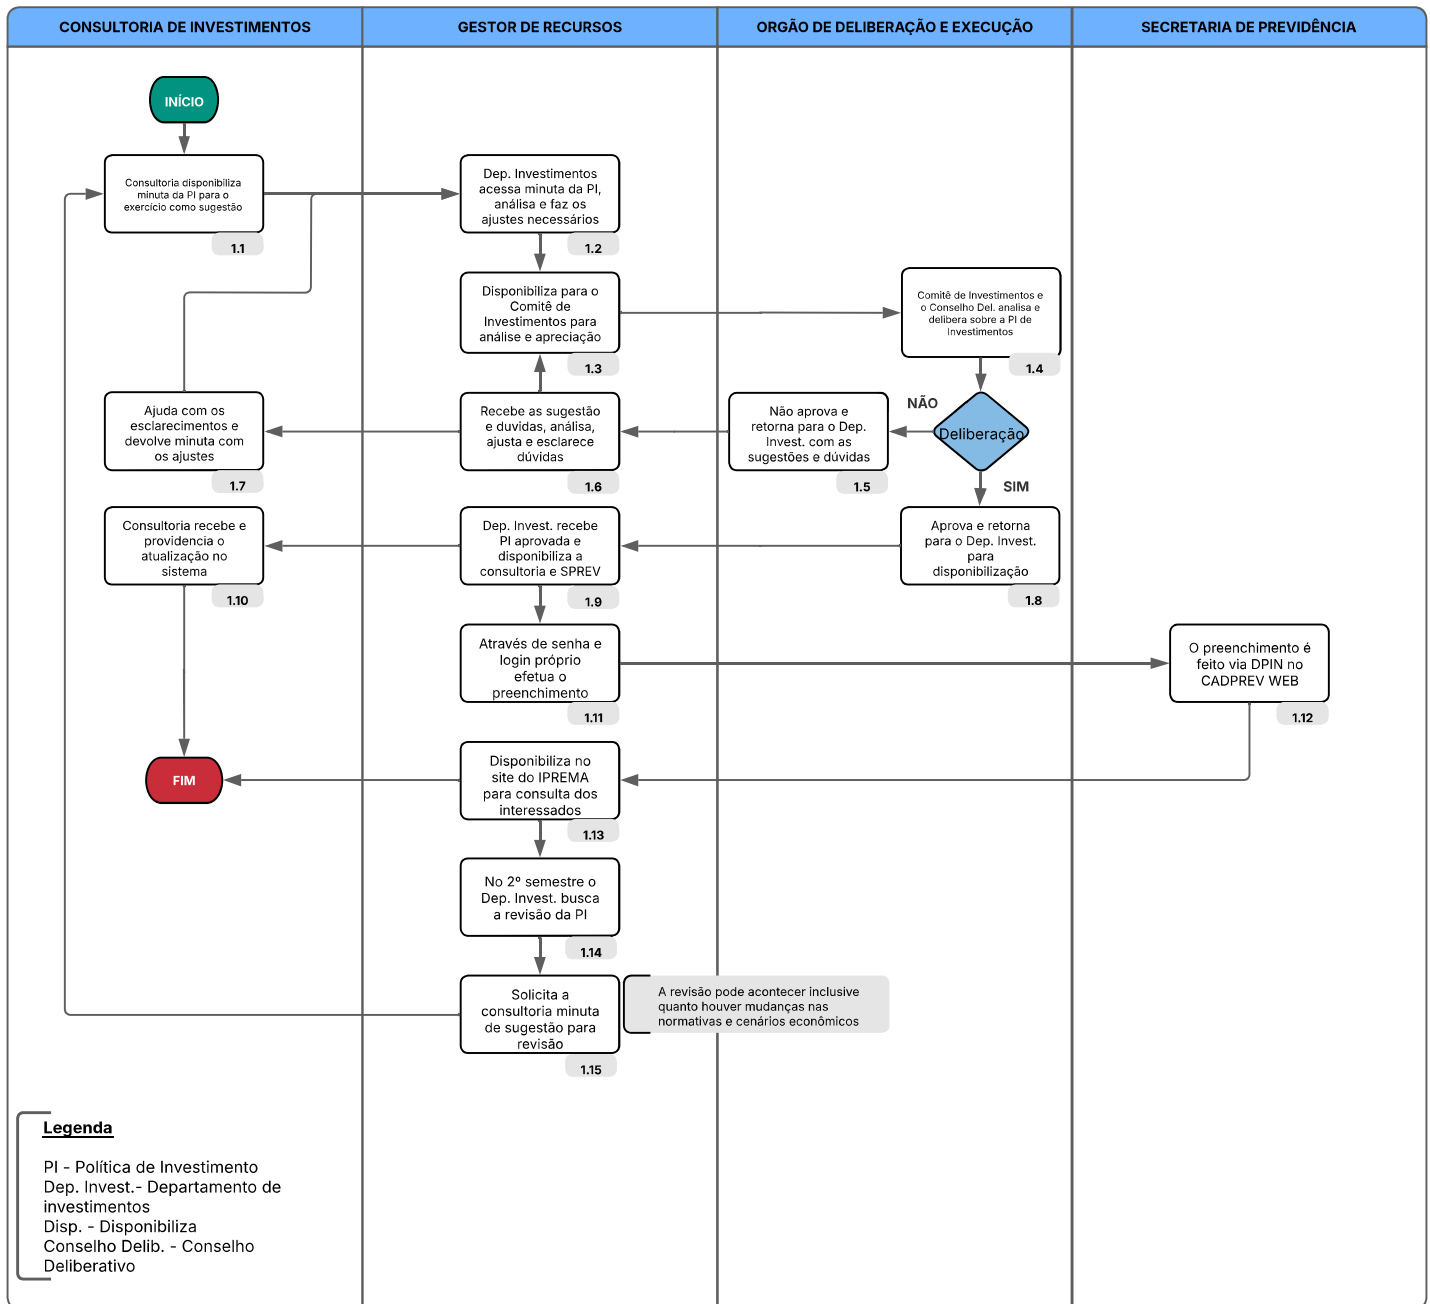 CONSULTORIA DE INVESTIMENTOS
GESTOR DE RECURSOS
ORGÃO DE DELIBERAÇÃO E EXECUÇÃO
SECRETARIA DE PREVIDÊNCIA
INÍCIO
Consultoria disponibiliza
minuta da PI para o
exercício como sugestão
1.1
Dep. Investimentos
acessa minuta da PI,
análisa e faz os
ajustes necessários
1.2
Disponibiliza para o
Comitê de
Investimentos para
análise e apreciação
1.3
Comitê de Investimentos e
o Conselho Del. analisa e
delibera sobre a PI de
Investimentos
1.4
Deliberação
NÃO
SIM
Não aprova e
retorna para o Dep.
Invest. com as
sugestões e dúvidas
1.5
Recebe as sugestão
e duvidas, análisa,
ajusta e esclarece
dúvidas
1.6
Ajuda com os
esclarecimentos e
devolve minuta com
os ajustes
1.7
Aprova e retorna
para o Dep. Invest.
para
disponibilização
1.8
Dep. Invest. recebe
PI aprovada e
disponibiliza a
consultoria e SPREV
1.9
Consultoria recebe e
providencia o
atualização no
sistema
1.10
Através de senha e
login próprio
efetua o
preenchimento
1.11
O preenchimento é
feito via DPIN no
CADPREV WEB
1.12
Disponibiliza no
site do IPREMA
para consulta dos
interessados
1.13
FIM
No 2º semestre o
Dep. Invest. busca
a revisão da PI
1.14
Solicita a
consultoria minuta
de sugestão para
revisão
1.15
A revisão pode acontecer inclusive
quanto houver mudanças nas
normativas e cenários econômicos
Legenda
PI - Política de Investimento
Dep. Invest.- Departamento de
investimentos
Disp. - Disponibiliza
Conselho Delib. - Conselho
Deliberativo